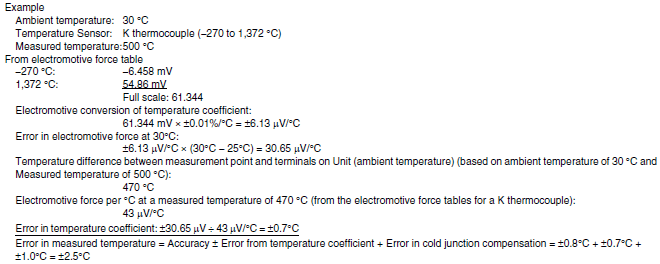 Example
Ambient temperature: 30 °C
Temperature Sensor: K thermocouple (–270 to 1,372 °C)
Measured temperature:500 °C
From electromotive force table
–270 °C: –6.458 mV
1,372 °C: 54.86 mV
Full scale: 61.344
Electromotive conversion of temperature coefficient:
61.344 mV × ±0.01%/°C = ±6.13 μV/°C
Error in electromotive force at 30°C:
±6.13 μV/°C × (30°C – 25°C) = 30.65 μV/°C
Temperature difference between measurement point and terminals on Unit (ambient temperature) (based on ambient temperature of 30 °C and
Measured temperature of 500 °C):
470 °C
Electromotive force per °C at a measured temperature of 470 °C (from the electromotive force tables for a K thermocouple):
43 μV/°C
Error in temperature coefficient: ±30.65 μV ÷ 43 μV/°C = ±0.7°C
Error in measured temperature = Accuracy ± Error from temperature coefficient + Error in cold junction compensation = ±0.8°C + ±0.7°C +
±1.0°C = ±2.5°C